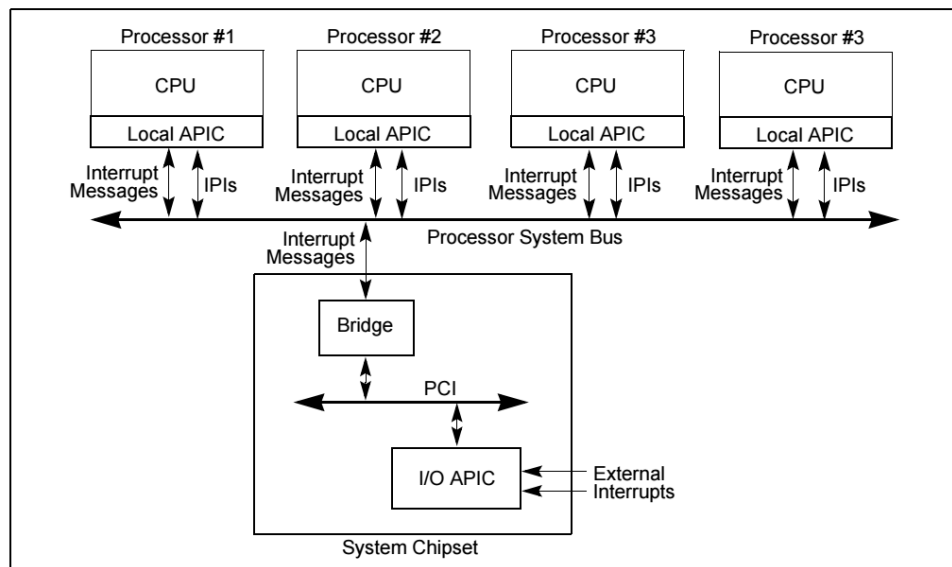 Processor #1
Processor #2
Processor #3
Processor #3
CPU
CPU
CPU
CPU
Local APIC
Local APIC
Local APIC
Local APIC
Interrupt
Messages
IPIs
Interrupt
Messages
IPIs
Interrupt
Messages
IPIs
Interrupt
Messages
IPIs
Interrupt
Messages
Processor System Bus
Bridge
PCI
I/O APIC
External
Interrupts
System Chipset